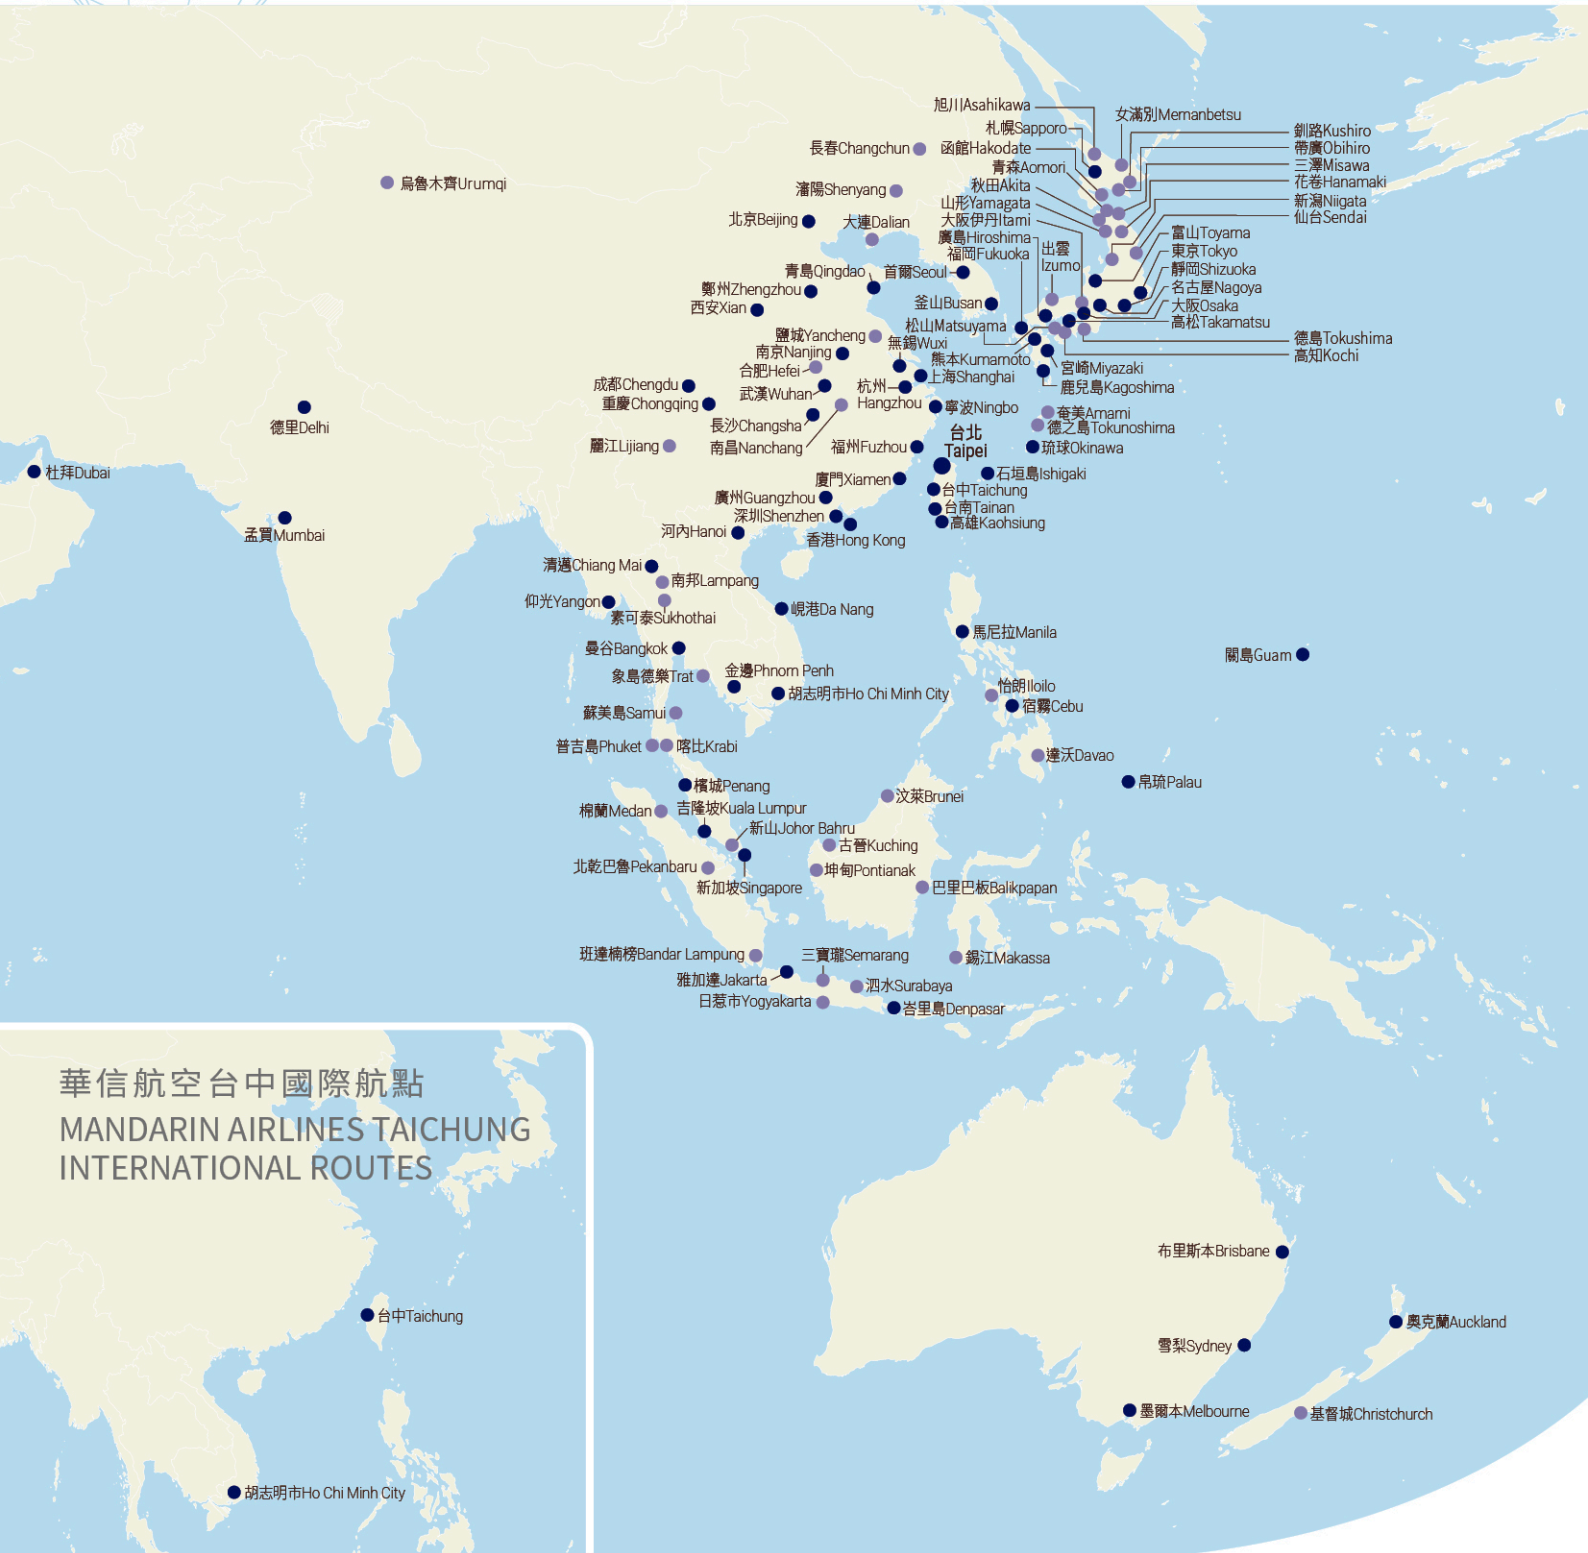 旭川Asahikawa
札幌Sapporo
函館Hakodate
青森Aomori
秋田Akita
山形Yamagata
大阪伊丹Itami
廣島Hiroshima
福岡Fukuoka
出雲
Izumo
女滿別Memanbetsu
釧路Kushiro
帶廣Obihiro
三澤Misawa
花卷Hanamaki
新潟Niigata
仙台Sendai
富山Toyama
東京Tokyo
靜岡Shizuoka
名古屋Nagoya
大阪Osaka
高松Takamatsu
德島Tokushima
高知Kochi
長春Changchun
瀋陽Shenyang
烏魯木齊Urumqi
北京Beijing
大連Dalian
青島Qingdao
首爾Seoul
鄭州Zhengzhou
西安Xian
釜山Busan
松山Matsuyama
鹽城Yancheng
無錫Wuxi
南京Nanjing
熊本Kumamoto
合肥Hefei
宮崎Miyazaki
上海Shanghai
成都Chengdu
武漢Wuhan
杭州
Hangzhou
鹿兒島Kagoshima
重慶Chongqing
寧波Ningbo
奄美Amami
長沙Changsha
德之島Tokunoshima
德里Delhi
麗江Lijiang
南昌Nanchang
福州Fuzhou
台北
Taipei
琉球Okinawa
杜拜Dubai
廈門Xiamen
石垣島Ishigaki
台中Taichung
廣州Guangzhou
台南Tainan
深圳Shenzhen
高雄Kaohsiung
孟買Mumbai
河內Hanoi
香港Hong Kong
清邁Chiang Mai
南邦Lampang
仰光Yangon
素可泰Sukhothai
峴港Da Nang
馬尼拉Manila
曼谷Bangkok
關島Guam
象島德樂Trat
金邊Phnom Penh
胡志明市Ho Chi Minh City
怡朗Iloilo
宿霧Cebu
蘇美島Samui
普吉島Phuket
喀比Krabi
達沃Davao
檳城Penang
帛琉Palau
棉蘭Medan
吉隆坡Kuala Lumpur
汶萊Brunei
新山Johor Bahru
古晉Kuching
北乾巴魯Pekanbaru
坤甸Pontianak
新加坡Singapore
巴里巴板Balikpapan
班達楠榜Bandar Lampung
三寶瓏Semarang
錫江Makassa
雅加達Jakarta
泗水Surabaya
日惹市Yogyakarta
峇里島Denpasar
華信航空台中國際航點
MANDARIN AIRLINES TAICHUNG
INTERNATIONAL ROUTES
台中Taichung
胡志明市Ho Chi Minh City
布里斯本Brisbane
雪梨Sydney
墨爾本Melbourne
奧克蘭Auckland
基督城Christchurch